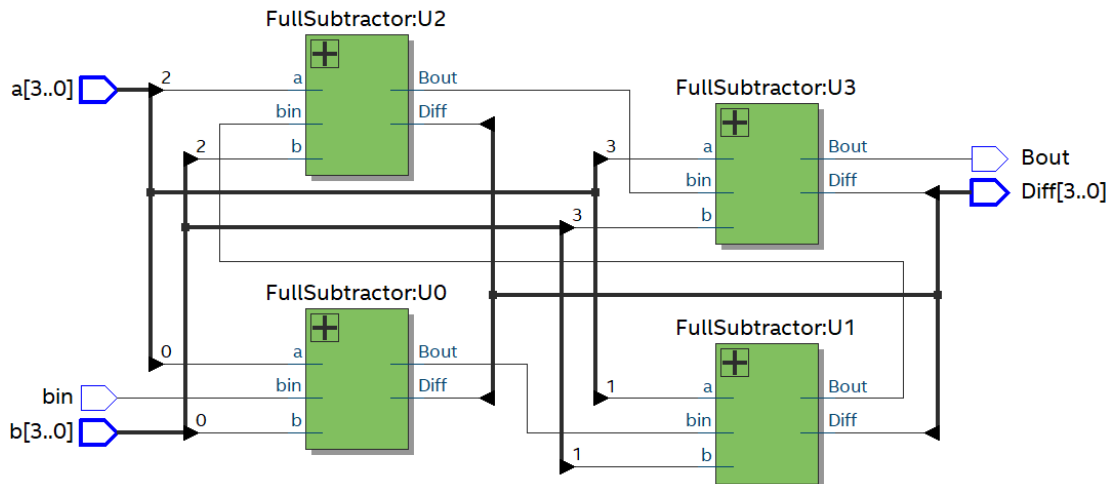 FullSubtractor:U2
a[3..0]
2
a
Bout
bin
Diff
2
b
FullSubtractor:U3
3
a
Bout
Bout
bin
Diff
Diff[3..0]
3
b
FullSubtractor:U0
0
a
Bout
bin
bin
Diff
b[3..0]
0
b
FullSubtractor:U1
1
a
Bout
bin
Diff
1
b